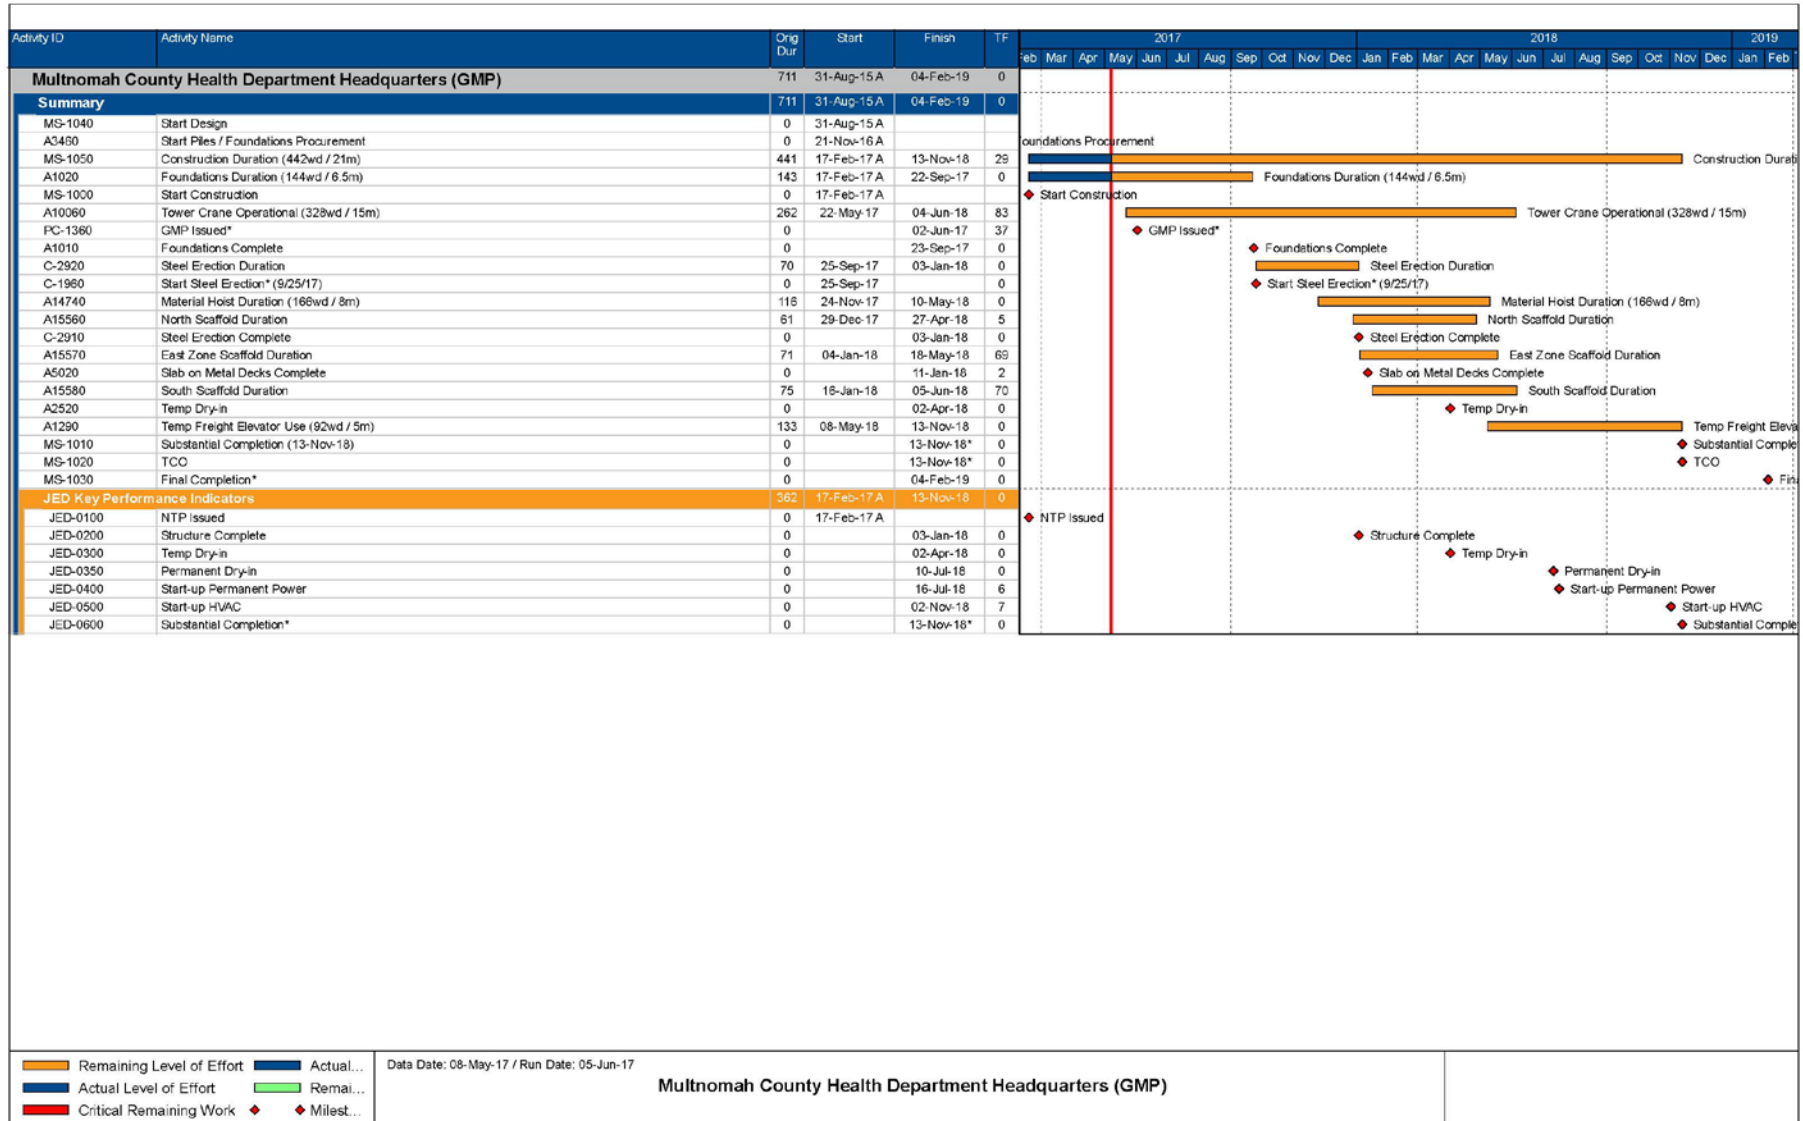 Activity ID Activity Name Orig Dur Start Finish TF 2017 2018 2019
Feb Mar Apr May Jun Jul Aug Sep Oct Nov Dec Jan Feb Mar Apr May Jun Jul Aug Sep Oct Nov Dec Jan Feb
Multnomah County Health Department Headquarters (GMP) 711 31-Aug-15 A 04-Feb-19 0
Summary 711 31-Aug-15 A 04-Feb-19 0
MS-1040 Start Design 0 31-Aug-15 A
A3460 Start Piles / Foundations Procurement 0 21-Nov-16 A oundations Procurement
MS-1050 Construction Duration (442wd / 21m) 441 17-Feb-17 A 13-Nov-18 29 Construction Durati
A1020 Foundations Duration (144wd / 6.5m) 143 17-Feb-17 A 22-Sep-17 0 Foundations Duration (144wd / 6.5m)
MS-1000 Start Construction 0 17-Feb-17 A Start Construction
A10060 Tower Crane Operational (328wd / 15m) 262 22-May-17 04-Jun-18 83 Tower Crane Operational (328wd / 15m)
PC-1360 GMP Issued* 0 02-Jun-17 37 GMP Issued*
A1010 Foundations Complete 0 23-Sep-17 0 Foundations Complete
C-2920 Steel Erection Duration 70 25-Sep-17 03-Jan-18 0 Steel Erection Duration
C-1960 Start Steel Erection* (9/25/17) 0 25-Sep-17 0 Start Steel Erection* (9/25/17)
A14740 Material Hoist Duration (166wd / 8m) 116 24-Nov-17 10-May-18 0 Material Hoist Duration (166wd / 8m)
A15560 North Scaffold Duration 61 29-Dec-17 27-Apr-18 5 North Scaffold Duration
C-2910 Steel Erection Complete 0 03-Jan-18 0 Steel Erection Complete
A15570 East Zone Scaffold Duration 71 04-Jan-18 18-May-18 69 East Zone Scaffold Duration
A5020 Slab on Metal Decks Complete 0 11-Jan-18 2 Slab on Metal Decks Complete
A15580 South Scaffold Duration 75 16-Jan-18 05-Jun-18 70 South Scaffold Duration
A2520 Temp Dry-in 0 02-Apr-18 0 Temp Dry-in
A1290 Temp Freight Elevator Use (92wd / 5m) 133 08-May-18 13-Nov-18 0 Temp Freight Eleva
MS-1010 Substantial Completion (13-Nov-18) 0 13-Nov-18* 0 Substantial Comple
MS-1020 TCO 0 13-Nov-18* 0 TCO
MS-1030 Final Completion* 0 04-Feb-19 0 Fin
JED Key Performance Indicators 362 17-Feb-17 A 13-Nov-18 0
JED-0100 NTP Issued 0 17-Feb-17 A NTP Issued
JED-0200 Structure Complete 0 03-Jan-18 0 Structure Complete
JED-0300 Temp Dry-in 0 02-Apr-18 0 Temp Dry-in
JED-0350 Permanent Dry-in 0 10-Jul-18 0 Permanent Dry-in
JED-0400 Start-up Permanent Power 0 16-Jul-18 6 Start-up Permanent Power
JED-0500 Start-up HVAC 0 02-Nov-18 7 Start-up HVAC
JED-0600 Substantial Completion* 0 13-Nov-18* 0 Substantial Comple
Remaining Level of Effort Actual... Data Date: 08-May-17 / Run Date: 05-Jun-17
Actual Level of Effort Remai... Multnomah County Health Department Headquarters (GMP)
Critical Remaining Work Milest...